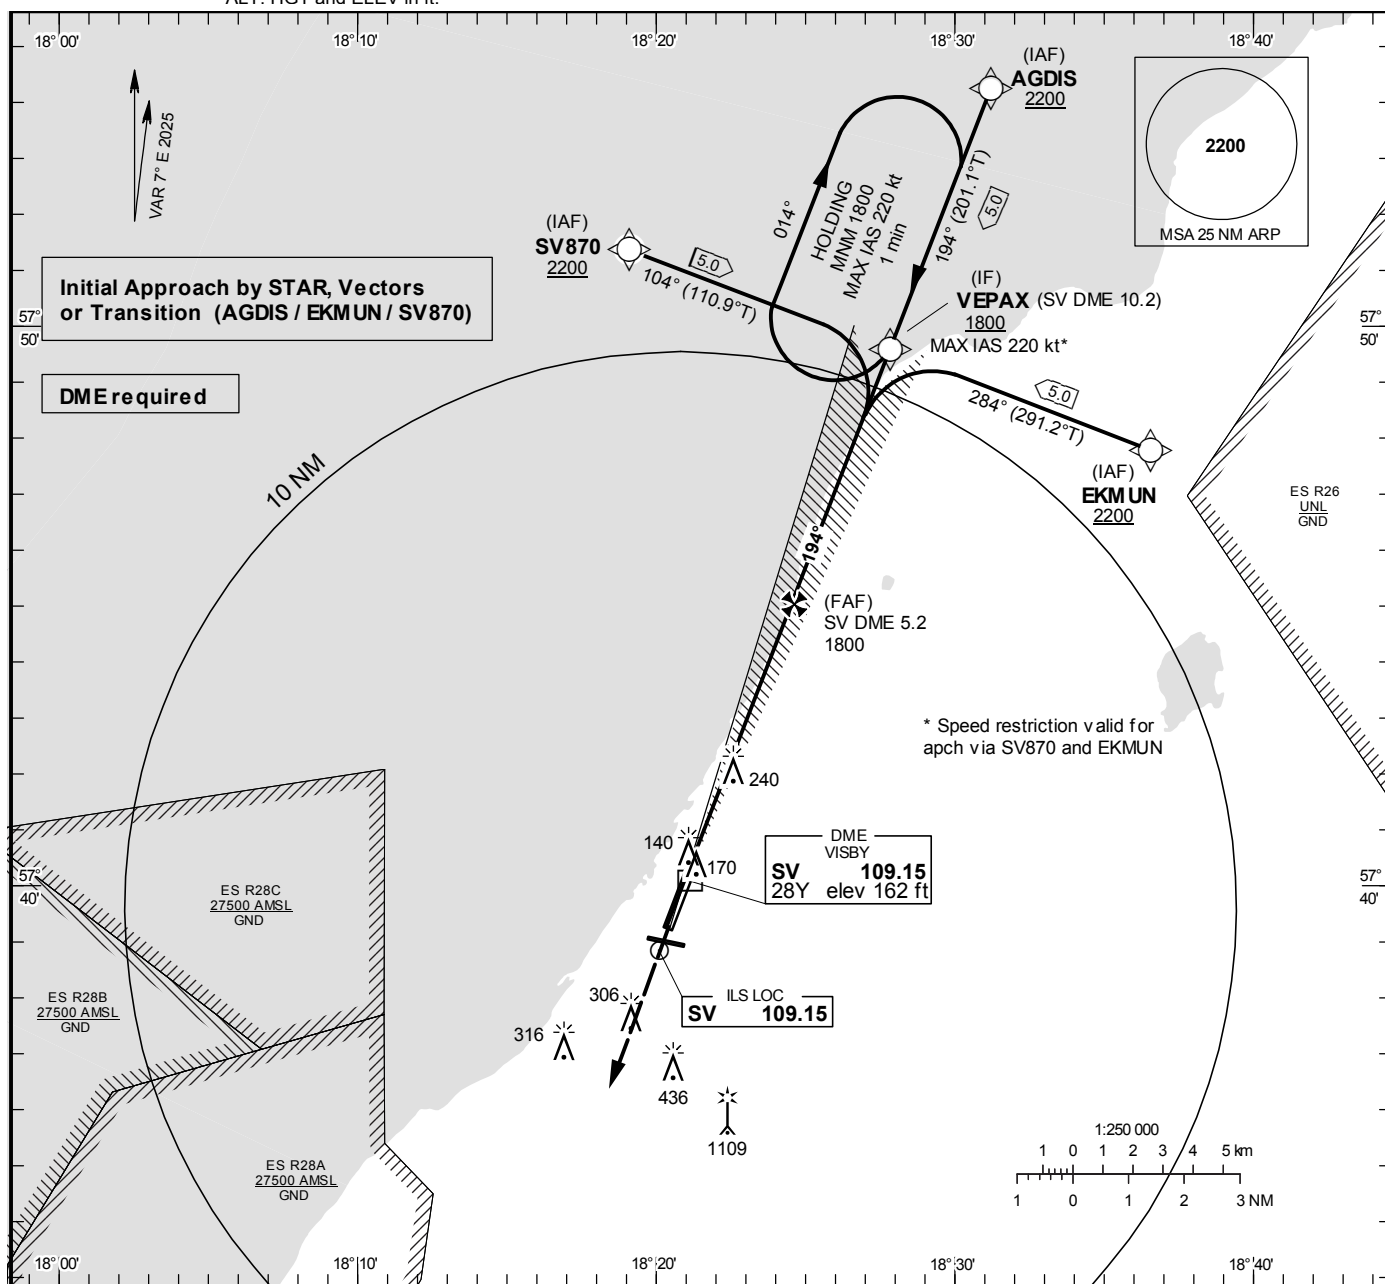 ALT. HGT and ELEV in ft.
18° 00'
18° 10'
18° 20'
18° 30'
18° 40'
VAR 7° E 2025
(IAF)
AGDIS
2200
2200
MSA 25 NM ARP
194° (201.1°T)
5.0
014°
HOLDING
MNM 1800
MAX IAS 220 kt
1 min
(IAF)
SV870
2200
5.0
104° (110.9°T)
Initial Approach by STAR, Vectors
or Transition (AGDIS / EKMUN / SV870)
(IF)
VEPAX (SV DME 10.2)
1800
MAX IAS 220 kt*
57°
50'
57°
50'
DME required
5.0
284° (291.2°T)
(IAF)
EKMUN
2200
10 NM
ES R26
UNL
GND
194°
(FAF)
SV DME 5.2
1800
* Speed restriction valid for
apch via SV870 and EKMUN
240
140
170
DME
VISBY
SV 109.15
28Y elev 162 ft
57°
40'
57°
40'
ES R28C
27500 AMSL
GND
ES R28B
27500 AMSL
GND
ILS LOC
SV 109.15
306
316
436
1109
ES R28A
27500 AMSL
GND
1:250 000
1 0 1 2 3 4 5 km
1 0 1 2 3 NM
18° 00'
18° 10'
18° 20'
18° 30'
18° 40'